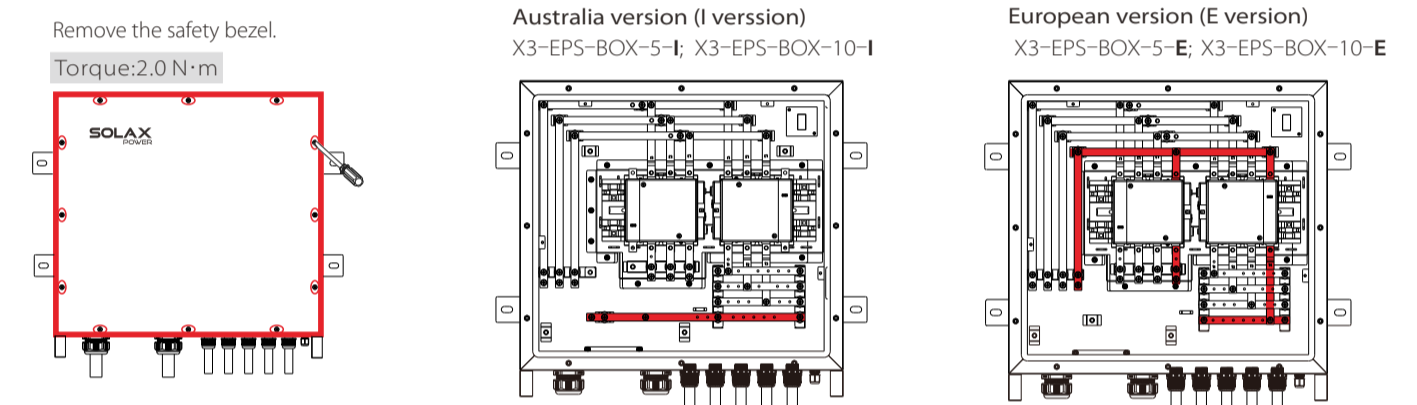 Remove the safety bezel.
Torque:2.0 N·m
SOLAX
POWER
Australia version (I verssion)
X3-EPS-BOX-5-I; X3-EPS-BOX-10-I
European version (E version)
X3-EPS-BOX-5-E; X3-EPS-BOX-10-E